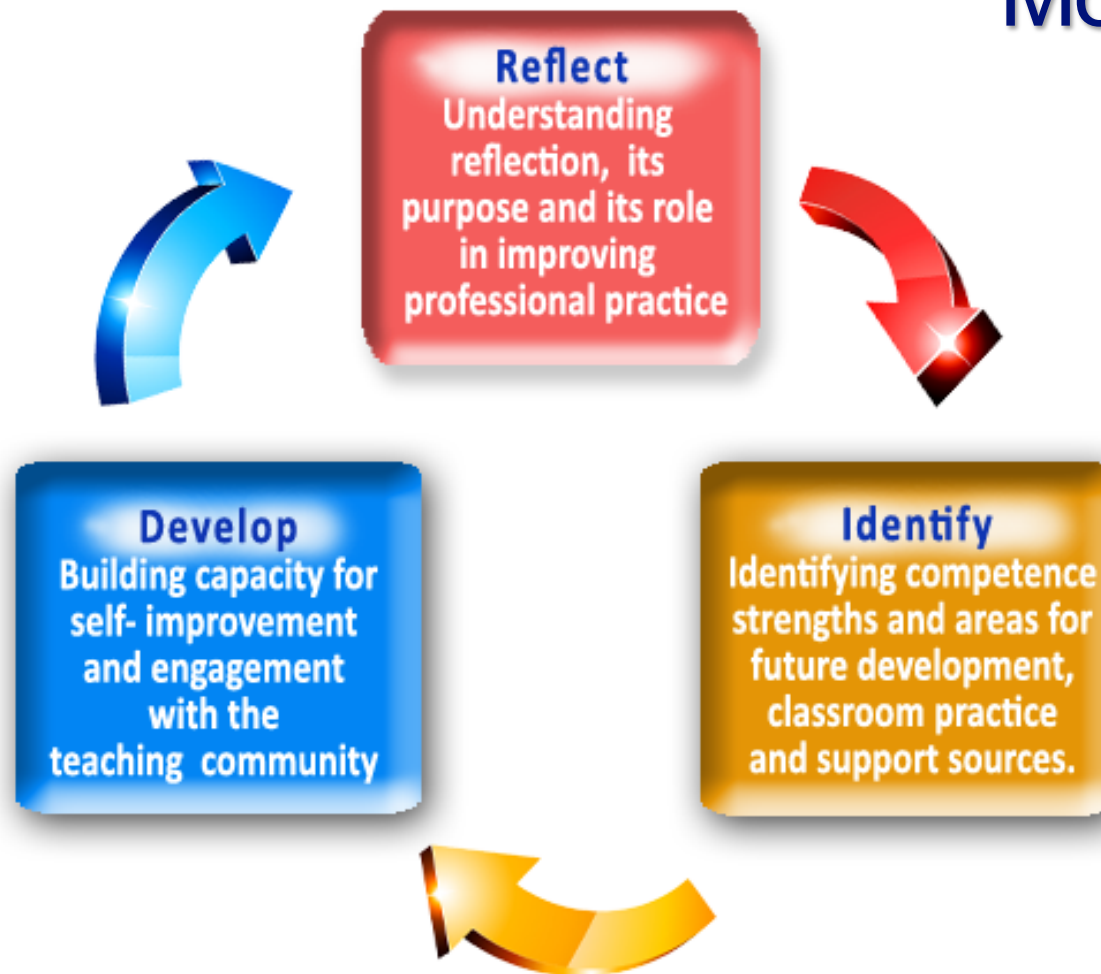 Reflect
Understanding
reflection, its
purpose and its role
in improving
professional practice
Develop
Building capacity for
self- improvement
and engagement
with the
teaching community
Identify
Identifying competence
strengths and areas for
future development,
classroom practice
and support sources.